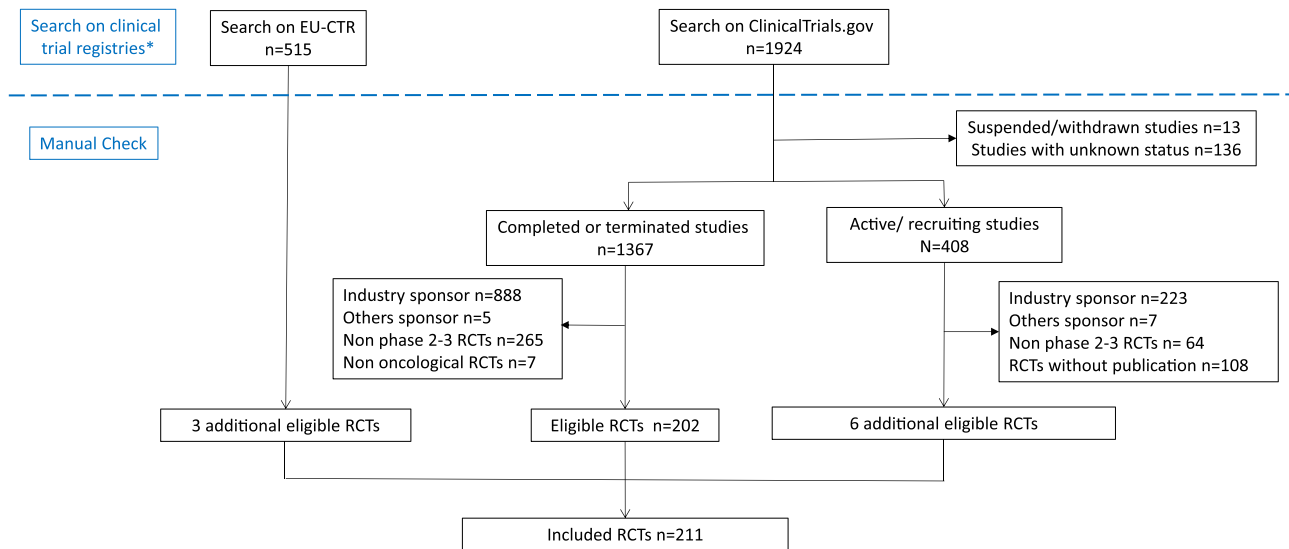 Search on clinical
trial registries*
Search on EU-CTR
n=515
Search on ClinicalTrials.gov
n=1924
Manual Check
Suspended/withdrawn studies n=13
Studies with unknown status n=136
Completed or terminated studies
n=1367
Active/ recruiting studies
N=408
Industry sponsor n=888
Others sponsor n=5
Non phase 2-3 RCTs n=265
Non oncological RCTs n=7
Industry sponsor n=223
Others sponsor n=7
Non phase 2-3 RCTs n= 64
RCTs without publication n=108
3 additional eligible RCTs
Eligible RCTs  n=202
6 additional eligible RCTs
Included RCTs n=211